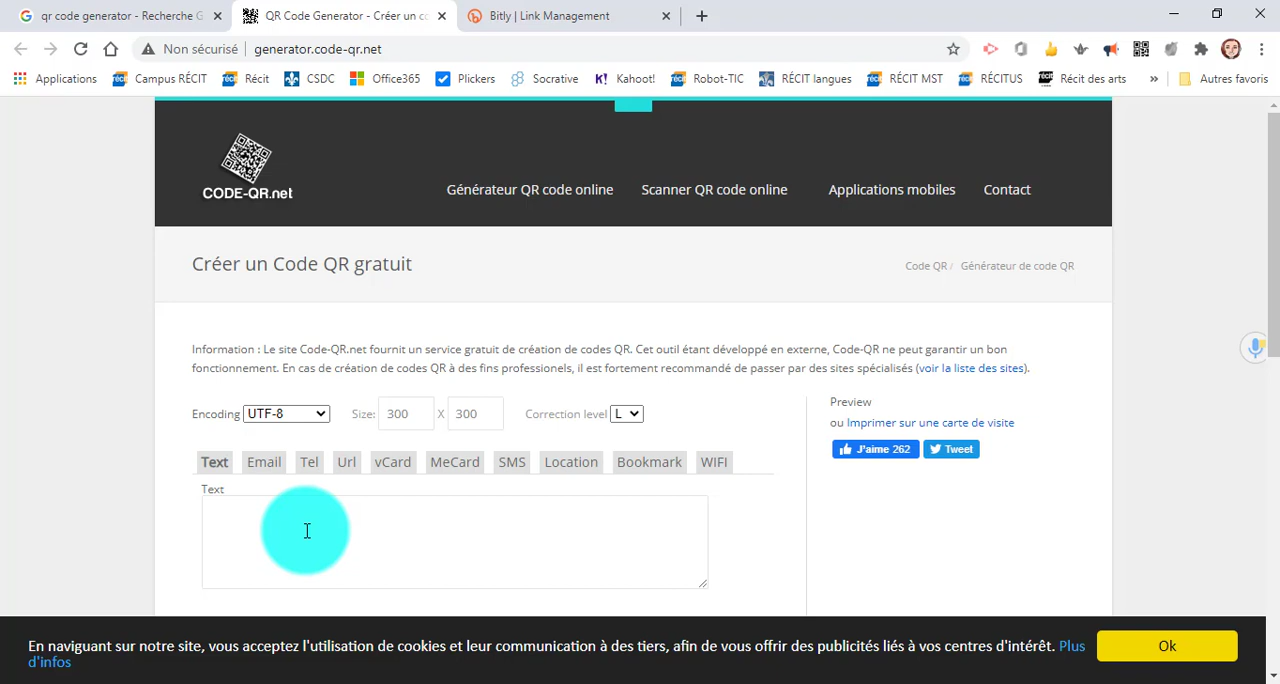 qr code generator - Recherche G
QR Code Generator - Créer un co
Bitly | Link Management
Non sécurisé
generator.code-qr.net
Applications
Campus RÉCIT
Récit
CSDC
Office365
Plickers
Socrative
K! Kahoot!
Robot-TIC
RÉCIT langues
RÉCIT MST
RÉCITUS
Récit des arts
»
Autres favoris
CODE-QR.net
Générateur QR code online
Scanner QR code online
Applications mobiles
Contact
Créer un Code QR gratuit
Code QR / Générateur de code QR
Information : Le site Code-QR.net fournit un service gratuit de création de codes QR. Cet outil étant développé en externe, Code-QR ne peut garantir un bon
fonctionnement. En cas de création de codes QR à des fins professionels, il est fortement recommandé de passer par des sites spécialisés (voir la liste des sites).
Encoding UTF-8 Size: 300 X 300 Correction level L
Preview
ou Imprimer sur une carte de visite
J'aime 262 Tweet
Text Email Tel Url vCard MeCard SMS Location Bookmark WIFI
Text
En naviguant sur notre site, vous acceptez l'utilisation de cookies et leur communication à des tiers, afin de vous offrir des publicités liés à vos centres d'intérêt. Plus
d'infos
Ok